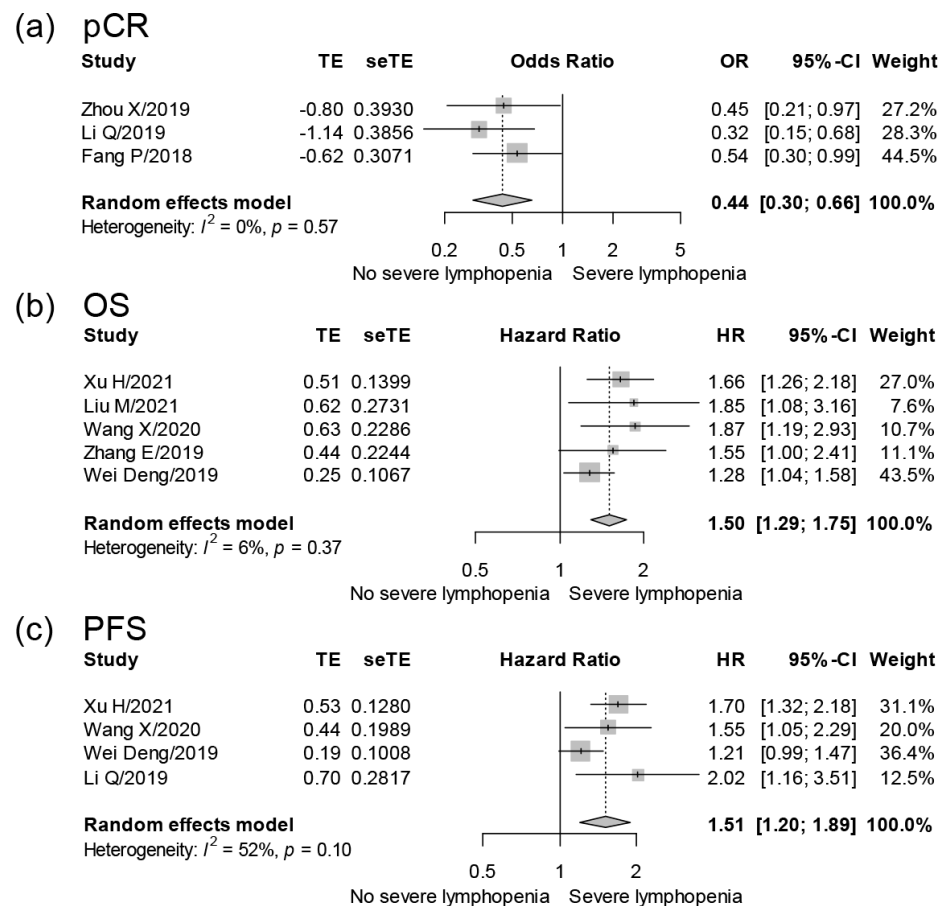 (a) pCR
Study TE seTE Odds Ratio OR 95%-CI Weight
Zhou X/2019 -0.80 0.3930 0.45 [0.21; 0.97] 27.2%
Li Q/2019 -1.14 0.3856 0.32 [0.15; 0.68] 28.3%
Fang P/2018 -0.62 0.3071 0.54 [0.30; 0.99] 44.5%
Random effects model 0.44 [0.30; 0.66] 100.0%
Heterogeneity: I² = 0%, p = 0.57
0.2 0.5 1 2 5
No severe lymphopenia Severe lymphopenia
(b) OS
Study TE seTE Hazard Ratio HR 95%-CI Weight
Xu H/2021 0.51 0.1399 1.66 [1.26; 2.18] 27.0%
Liu M/2021 0.62 0.2731 1.85 [1.08; 3.16] 7.6%
Wang X/2020 0.63 0.2286 1.87 [1.19; 2.93] 10.7%
Zhang E/2019 0.44 0.2244 1.55 [1.00; 2.41] 11.1%
Wei Deng/2019 0.25 0.1067 1.28 [1.04; 1.58] 43.5%
Random effects model 1.50 [1.29; 1.75] 100.0%
Heterogeneity: I² = 6%, p = 0.37
0.5 1 2
No severe lymphopenia Severe lymphopenia
(c) PFS
Study TE seTE Hazard Ratio HR 95%-CI Weight
Xu H/2021 0.53 0.1280 1.70 [1.32; 2.18] 31.1%
Wang X/2020 0.44 0.1989 1.55 [1.05; 2.29] 20.0%
Wei Deng/2019 0.19 0.1008 1.21 [0.99; 1.47] 36.4%
Li Q/2019 0.70 0.2817 2.02 [1.16; 3.51] 12.5%
Random effects model 1.51 [1.20; 1.89] 100.0%
Heterogeneity: I² = 52%, p = 0.10
0.5 1 2
No severe lymphopenia Severe lymphopenia